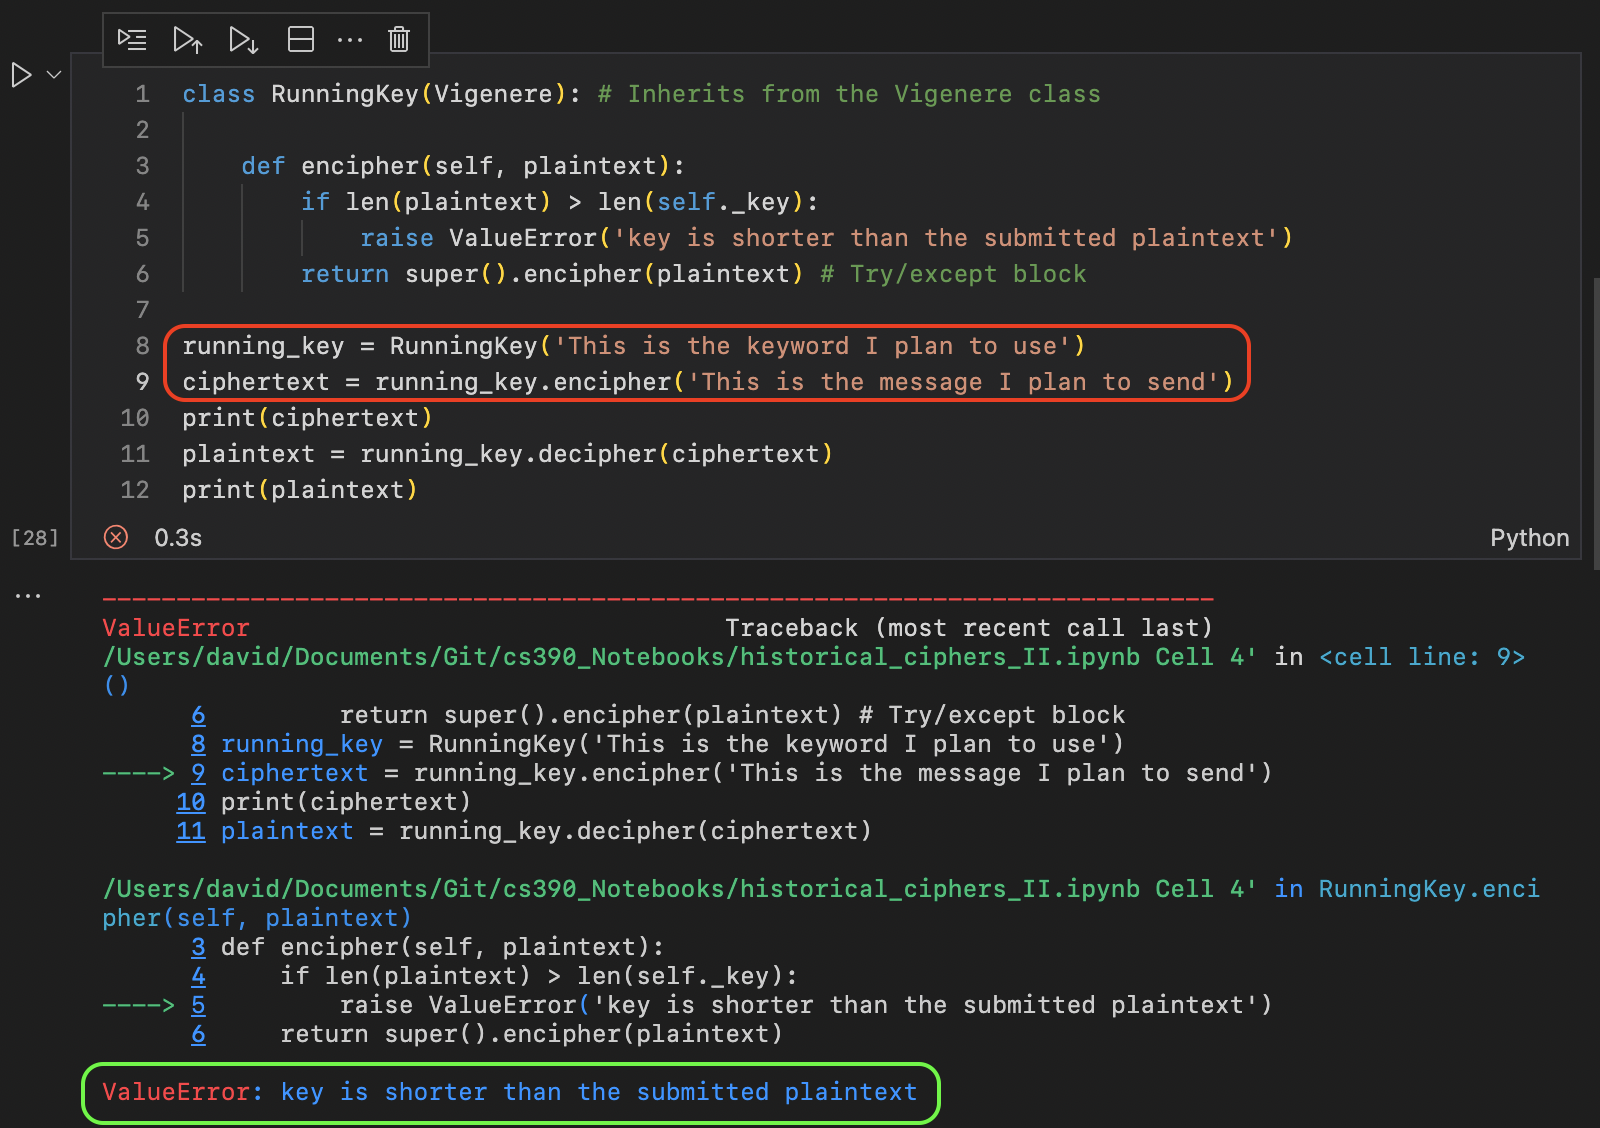 1 class RunningKey(Vigenere): # Inherits from the Vigenere class
2
3     def encipher(self, plaintext):
4         if len(plaintext) > len(self._key):
5             raise ValueError('key is shorter than the submitted plaintext')
6         return super().encipher(plaintext) # Try/except block
7
8 running_key = RunningKey('This is the keyword I plan to use')
9 ciphertext = running_key.encipher('This is the message I plan to send')
10 print(ciphertext)
11 plaintext = running_key.decipher(ciphertext)
12 print(plaintext)
[28] 0.3s Python
...
---------------------------------------------------------------------------
ValueError                                Traceback (most recent call last)
/Users/david/Documents/Git/cs390_Notebooks/historical_ciphers_II.ipynb Cell 4' in <cell line: 9>
()
      6         return super().encipher(plaintext) # Try/except block
      8 running_key = RunningKey('This is the keyword I plan to use')
----> 9 ciphertext = running_key.encipher('This is the message I plan to send')
     10 print(ciphertext)
     11 plaintext = running_key.decipher(ciphertext)
/Users/david/Documents/Git/cs390_Notebooks/historical_ciphers_II.ipynb Cell 4' in RunningKey.enci
pher(self, plaintext)
      3 def encipher(self, plaintext):
      4     if len(plaintext) > len(self._key):
----> 5         raise ValueError('key is shorter than the submitted plaintext')
      6     return super().encipher(plaintext)
ValueError: key is shorter than the submitted plaintext